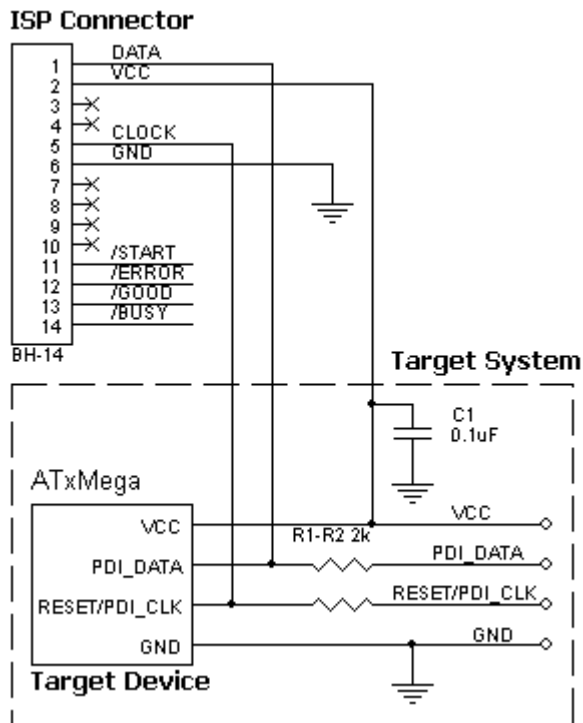 ISP Connector
1 DATA
2 VCC
3
4
5 CLOCK
6 GND
7
8
9
10
11 /START
12 /ERROR
13 /GOOD
14 /BUSY
BH-14
Target System
C1
0.1uF
ATxMega
VCC
R1-R2 2k
VCC
PDI_DATA
PDI_DATA
RESET/PDI_CLK
RESET/PDI_CLK
GND
GND
Target Device